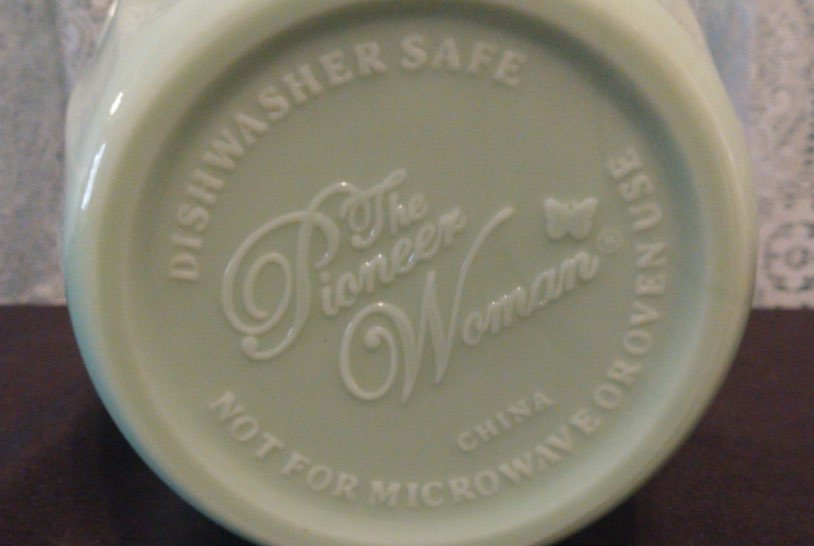 DISHWASHER SAFE
The
Pioneer
Woman®
CHINA
NOT FOR MICROWAVE OR OVEN USE